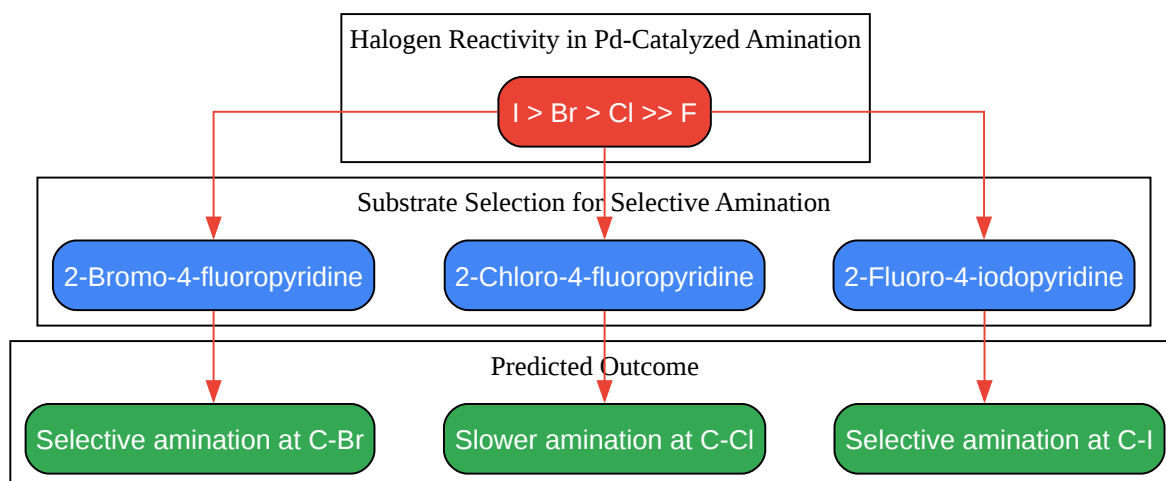 Halogen Reactivity in Pd-Catalyzed Amination
I > Br > Cl >> F
Substrate Selection for Selective Amination
2-Bromo-4-fluoropyridine
2-Chloro-4-fluoropyridine
2-Fluoro-4-iodopyridine
Predicted Outcome
Selective amination at C-Br
Slower amination at C-Cl
Selective amination at C-I